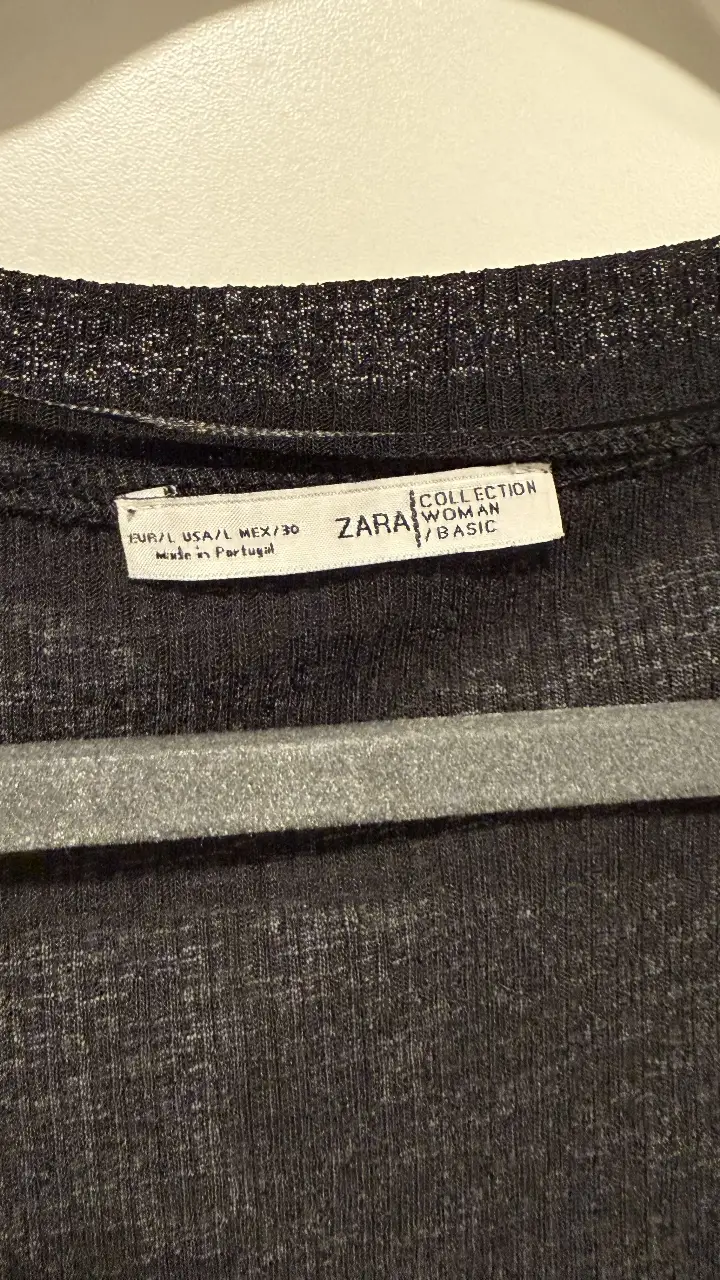 EUR/L USA/L MEX/30
Made in Portugal
ZARA
COLLECTION
WOMAN
/BASIC